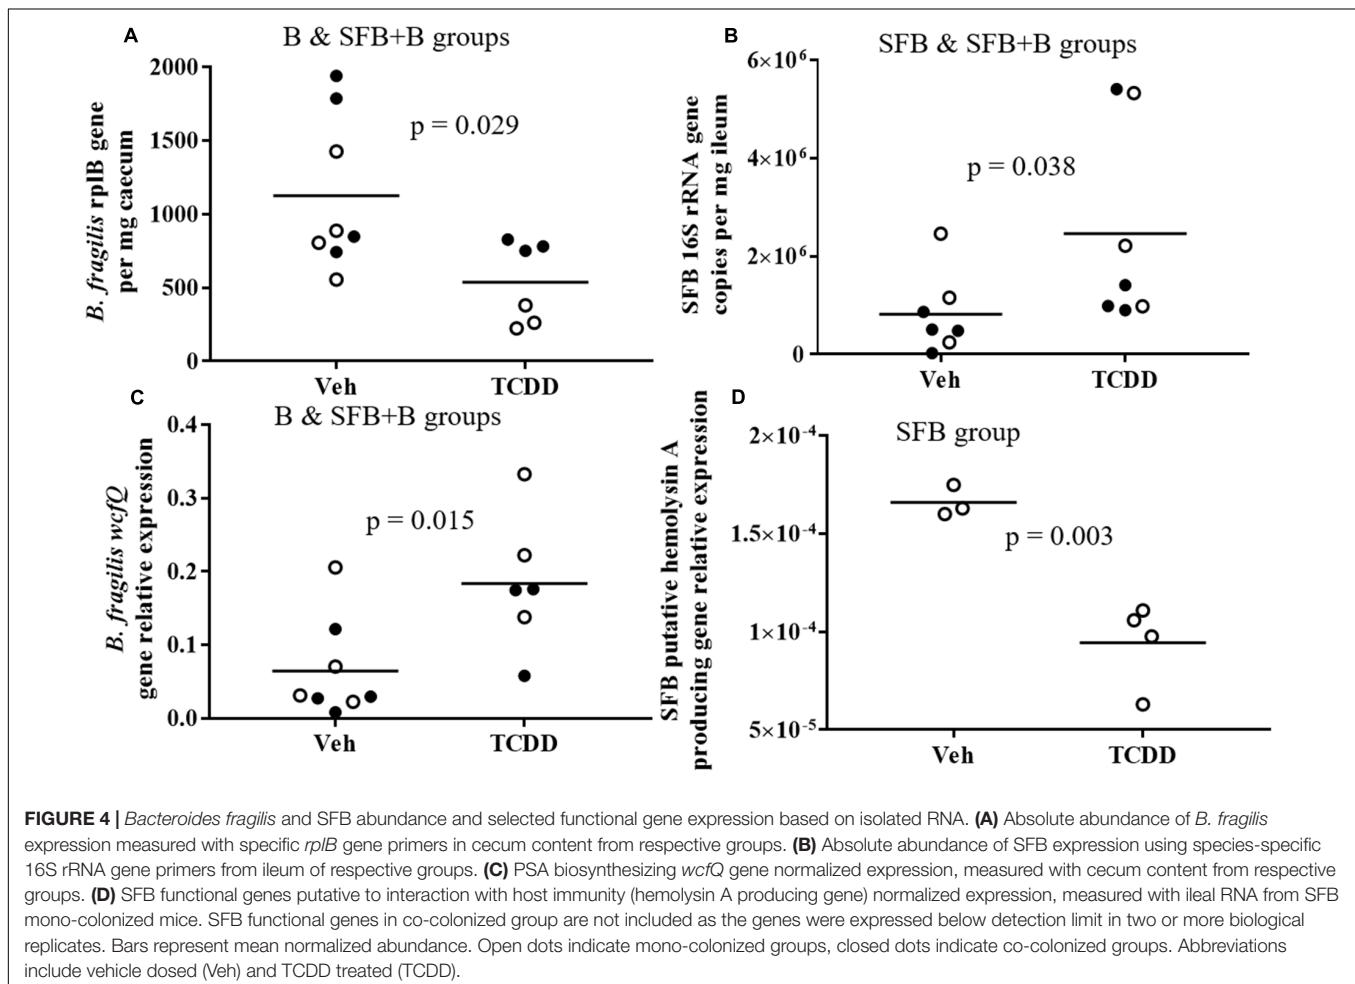 A
B & SFB+B groups
B. fragilis rplB gene
per mg caecum
2000
1500
1000
500
0
p = 0.029
Veh
TCDD
B
SFB & SFB+B groups
SFB 16S rRNA gene
copies per mg ileum
6×10⁶
4×10⁶
2×10⁶
0
p = 0.038
Veh
TCDD
C
B & SFB+B groups
B. fragilis wcfQ
gene relative expression
0.4
0.3
0.2
0.1
0.0
p = 0.015
Veh
TCDD
D
SFB group
SFB putative hemolysin A
producing gene relative expression
2×10⁻⁴
1.5×10⁻⁴
1×10⁻⁴
5×10⁻⁵
p = 0.003
Veh
TCDD
FIGURE 4 | Bacteroides fragilis and SFB abundance and selected functional gene expression based on isolated RNA. (A) Absolute abundance of B. fragilis
expression measured with specific rplB gene primers in cecum content from respective groups. (B) Absolute abundance of SFB expression using species-specific
16S rRNA gene primers from ileum of respective groups. (C) PSA biosynthesizing wcfQ gene normalized expression, measured with cecum content from respective
groups. (D) SFB functional genes putative to interaction with host immunity (hemolysin A producing gene) normalized expression, measured with ileal RNA from SFB
mono-colonized mice. SFB functional genes in co-colonized group are not included as the genes were expressed below detection limit in two or more biological
replicates. Bars represent mean normalized abundance. Open dots indicate mono-colonized groups, closed dots indicate co-colonized groups. Abbreviations
include vehicle dosed (Veh) and TCDD treated (TCDD).